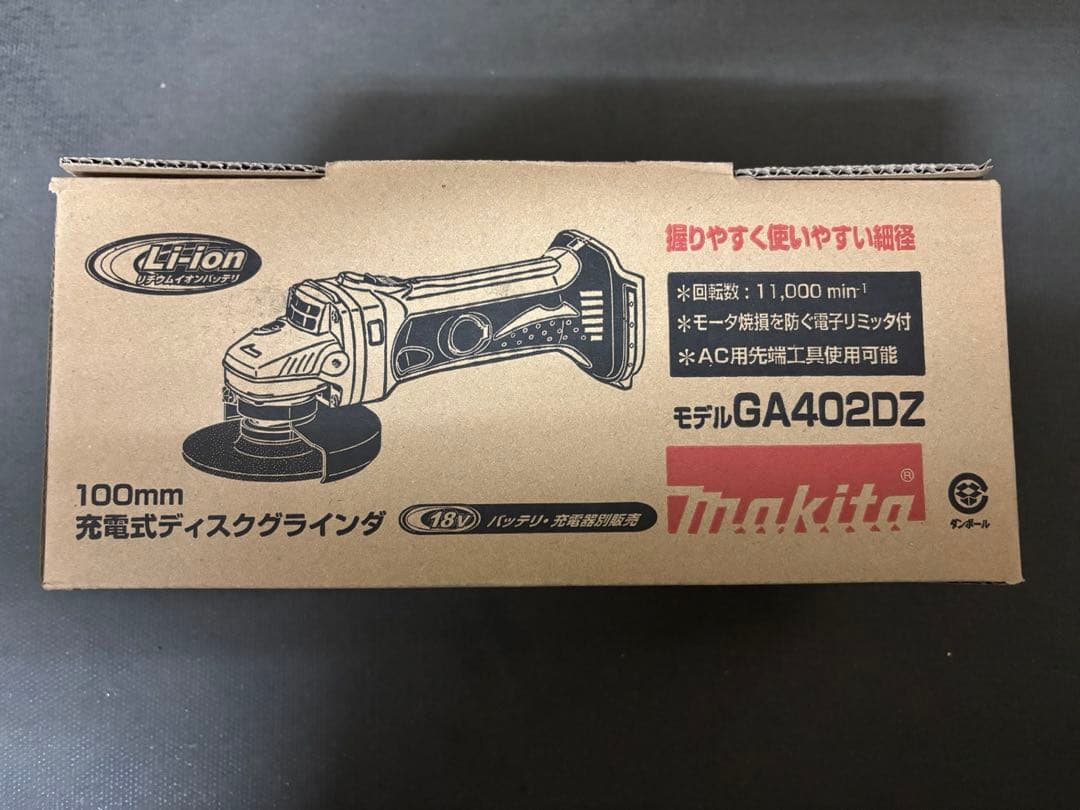 Li-ion
リチウムイオンバッテリ
握りやすく使いやすい細径
＊回転数：11,000 min-1
＊モータ焼損を防ぐ電子リミッタ付
＊AC用先端工具使用可能
モデルGA402DZ
makita®
100mm
充電式ディスクグラインダ
18V バッテリ・充電器別販売
ダンボール